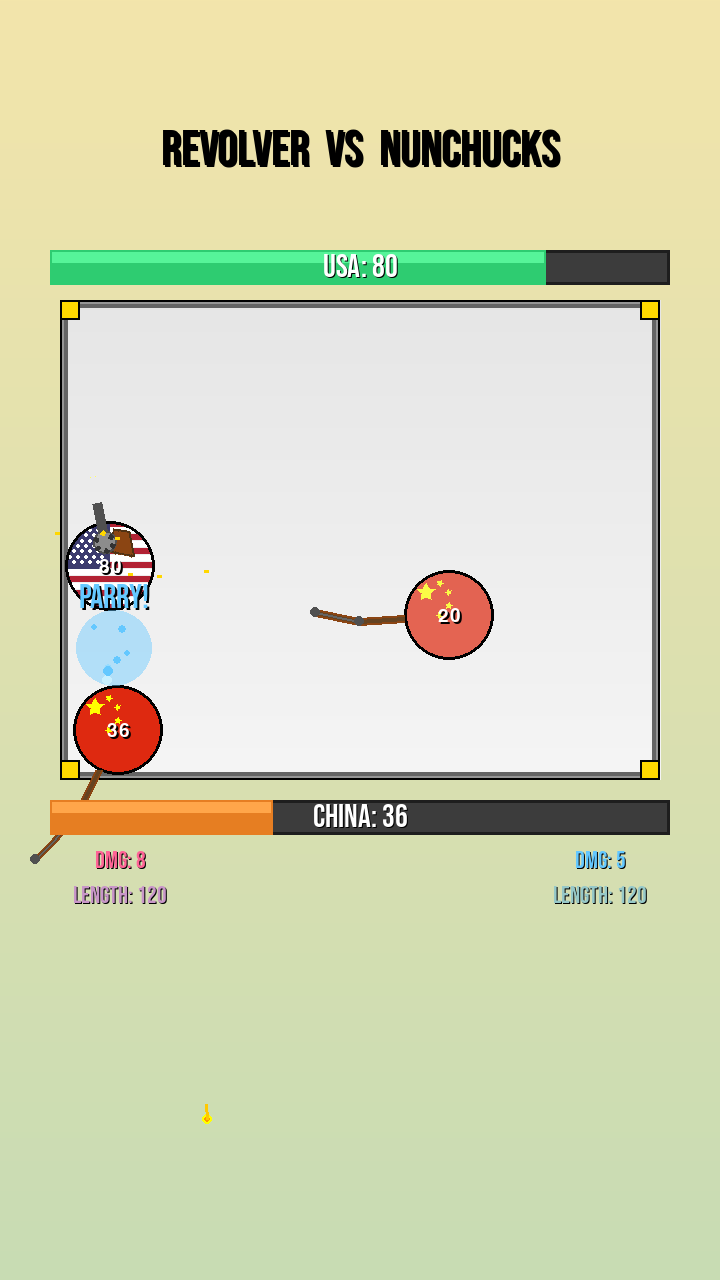 REVOLVER VS NUNCHUCKS
USA: 80
80
PARRY!
20
36
CHINA: 36
DMG: 8
DMG: 5
LENGTH: 120
LENGTH: 120